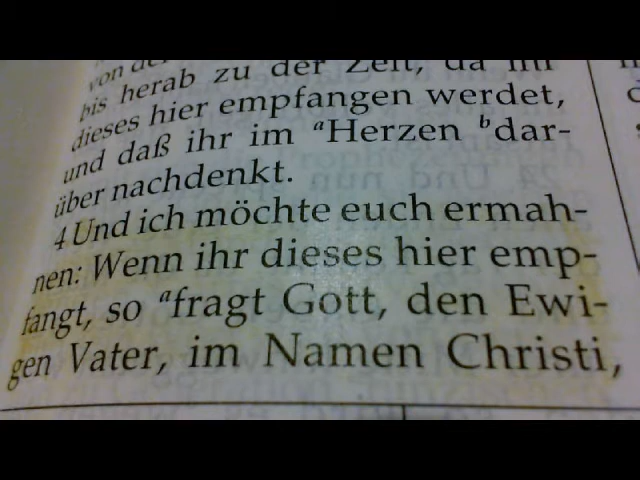 von der
bis herab zu der Zeit, da ihr
dieses hier empfangen werdet,
und daß ihr im ᵃHerzen ᵇdar-
über nachdenkt.
4 Und ich möchte euch ermah-
nen: Wenn ihr dieses hier emp-
fangt, so ᵃfragt Gott, den Ewi-
gen Vater, im Namen Christi,